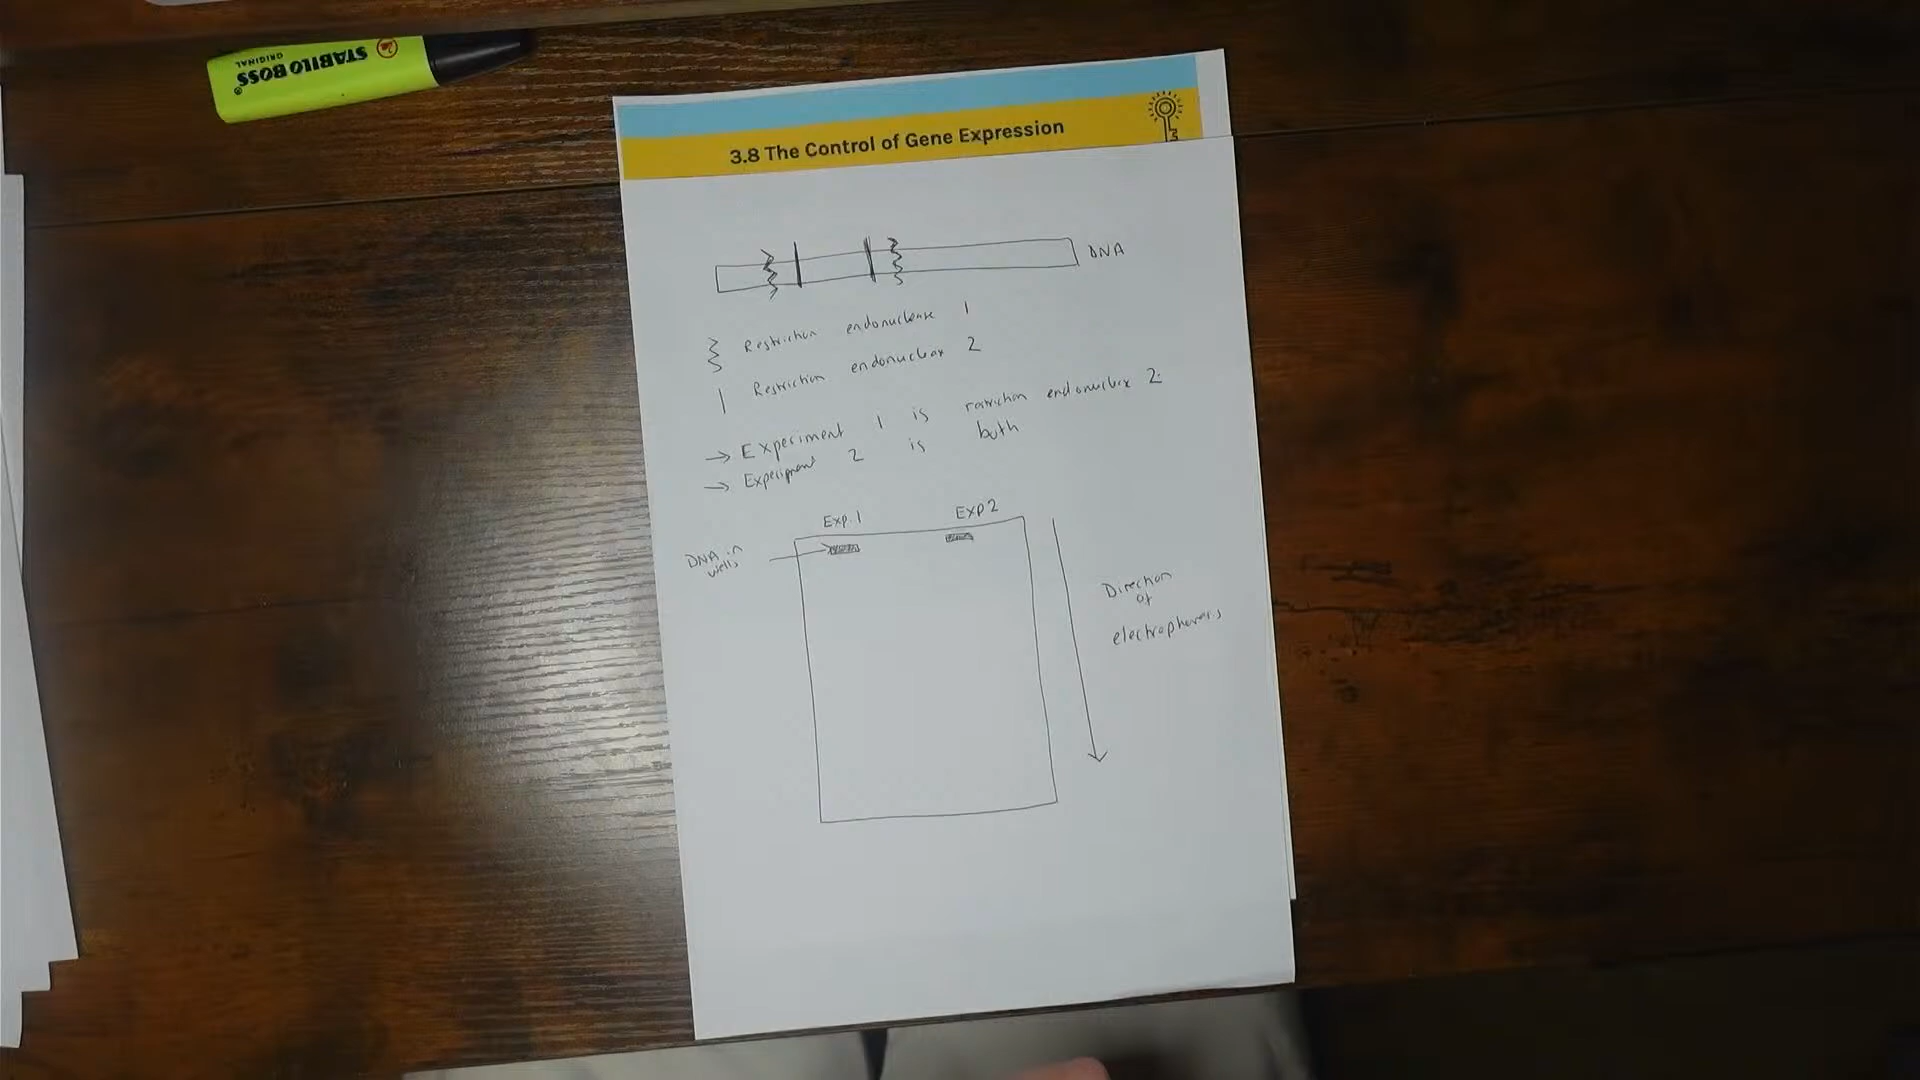 STABILO BOSS
ORIGINAL
3.8 The Control of Gene Expression
DNA
Restriction endonuclease 1
Restriction endonuclease 2
→ Experiment 1 is restriction endonuclease 2.
→ Experiment 2 is both
Exp. 1
Exp 2
DNA in
wells
Direction
of
electrophoresis